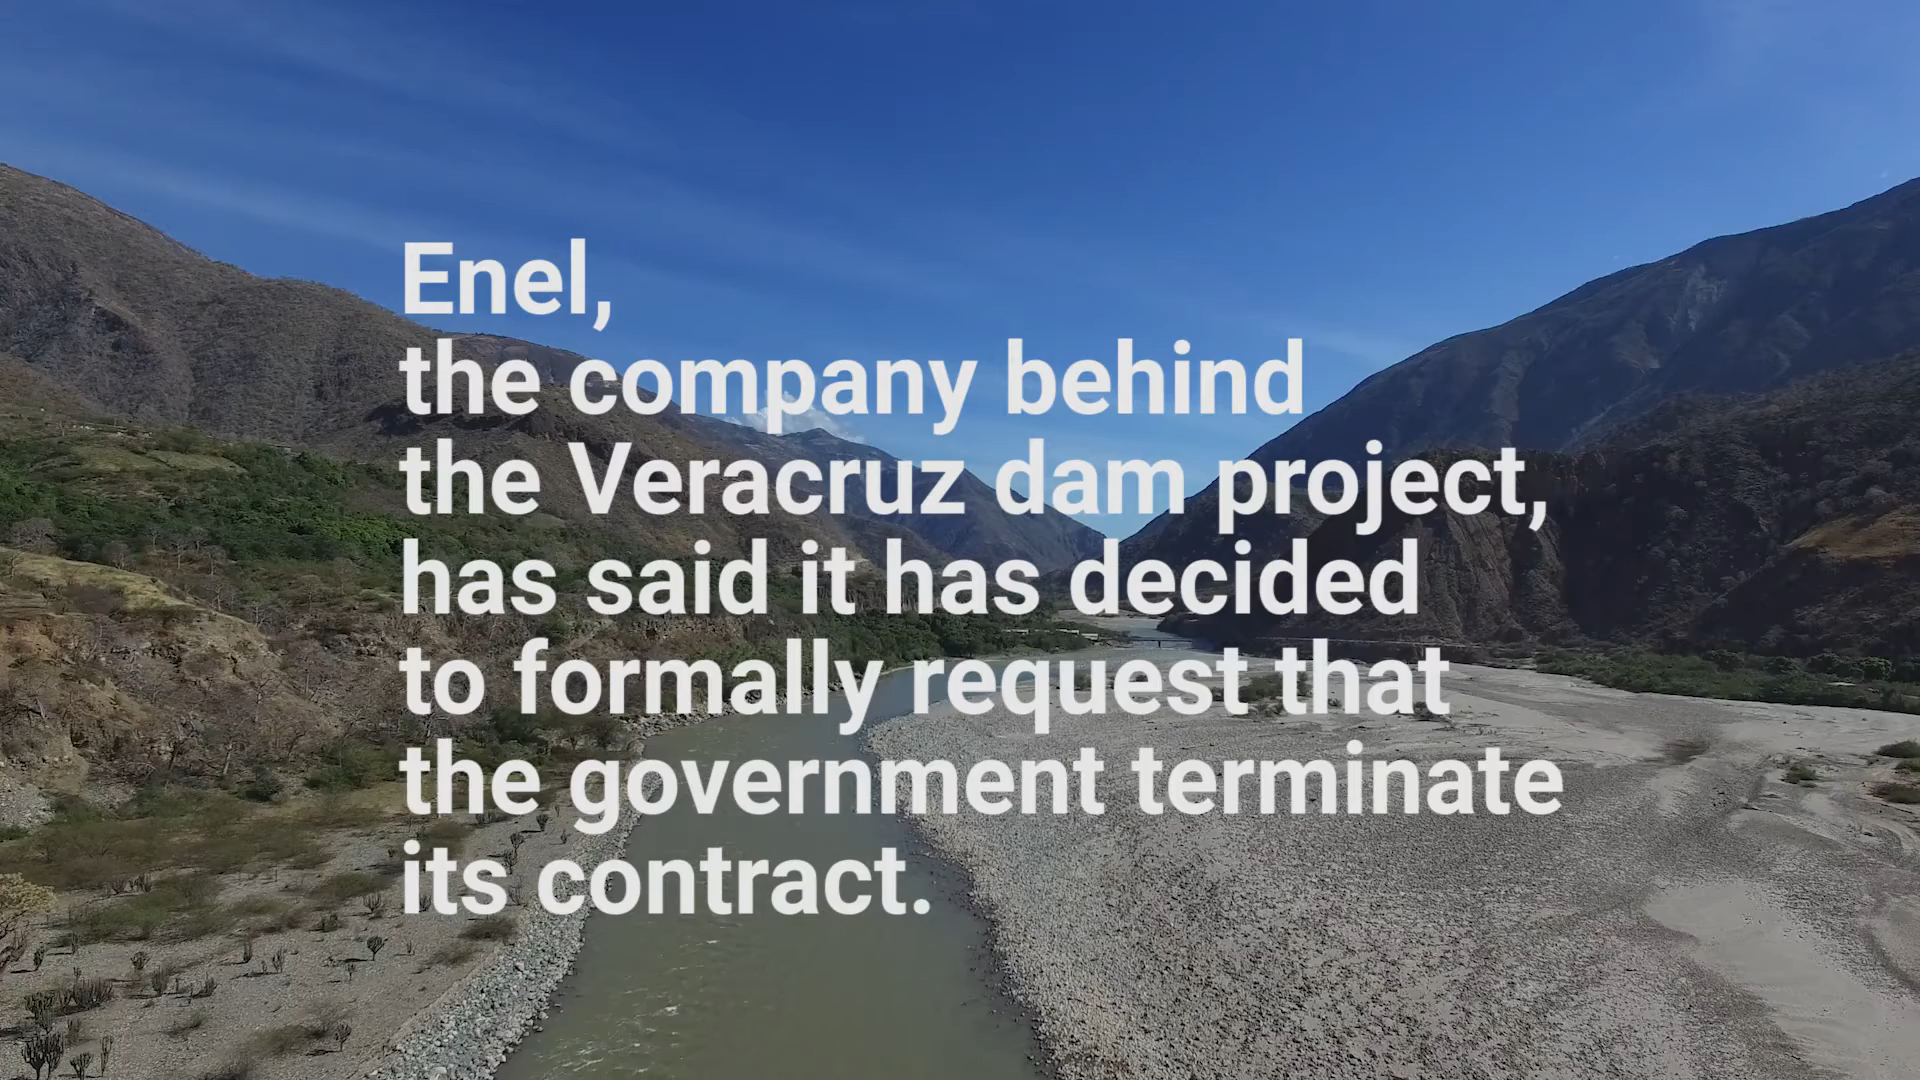 Enel,
the company behind
the Veracruz dam project,
has said it has decided
to formally request that
the government terminate
its contract.